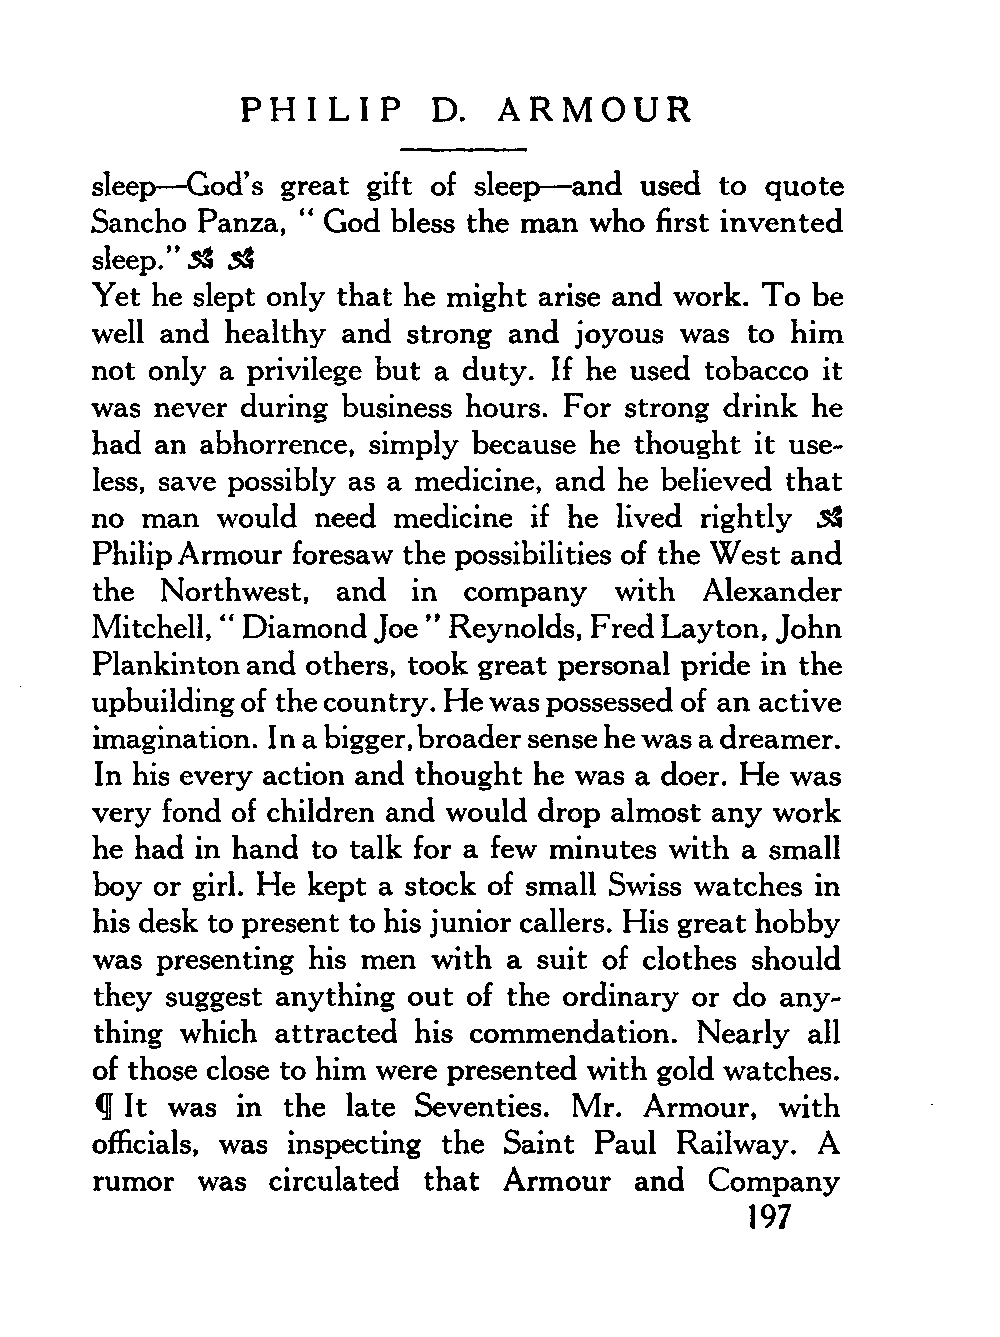 PHILIP D. ARMOUR
sleep—God's great gift of sleep—and used to quote
Sancho Panza, “ God bless the man who first invented
sleep.”
Yet he slept only that he might arise and work. To be
well and healthy and strong and joyous was to him
not only a privilege but a duty. If he used tobacco it
was never during business hours. For strong drink he
had an abhorrence, simply because he thought it use-
less, save possibly as a medicine, and he believed that
no man would need medicine if he lived rightly
Philip Armour foresaw the possibilities of the West and
the Northwest, and in company with Alexander
Mitchell, “ Diamond Joe ” Reynolds, Fred Layton, John
Plankinton and others, took great personal pride in the
upbuilding of the country. He was possessed of an active
imagination. In a bigger, broader sense he was a dreamer.
In his every action and thought he was a doer. He was
very fond of children and would drop almost any work
he had in hand to talk for a few minutes with a small
boy or girl. He kept a stock of small Swiss watches in
his desk to present to his junior callers. His great hobby
was presenting his men with a suit of clothes should
they suggest anything out of the ordinary or do any-
thing which attracted his commendation. Nearly all
of those close to him were presented with gold watches.
¶ It was in the late Seventies. Mr. Armour, with
officials, was inspecting the Saint Paul Railway. A
rumor was circulated that Armour and Company
197